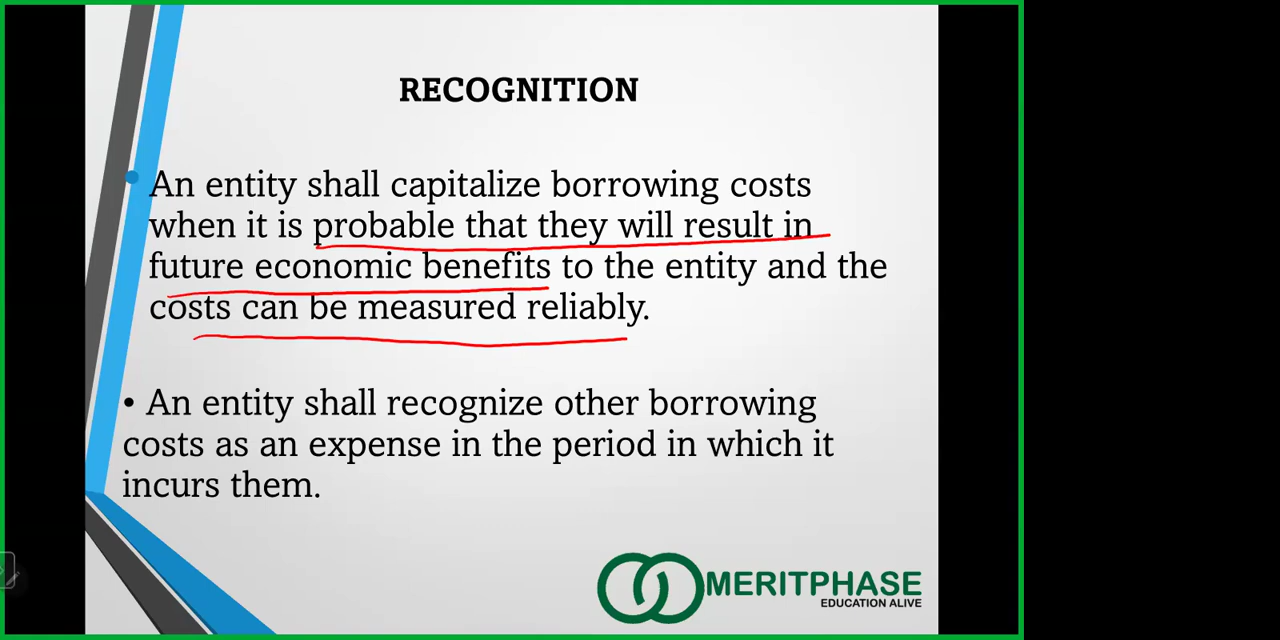 RECOGNITION
• An entity shall capitalize borrowing costs
when it is probable that they will result in
future economic benefits to the entity and the
costs can be measured reliably.
• An entity shall recognize other borrowing
costs as an expense in the period in which it
incurs them.
MERITPHASE
EDUCATION ALIVE